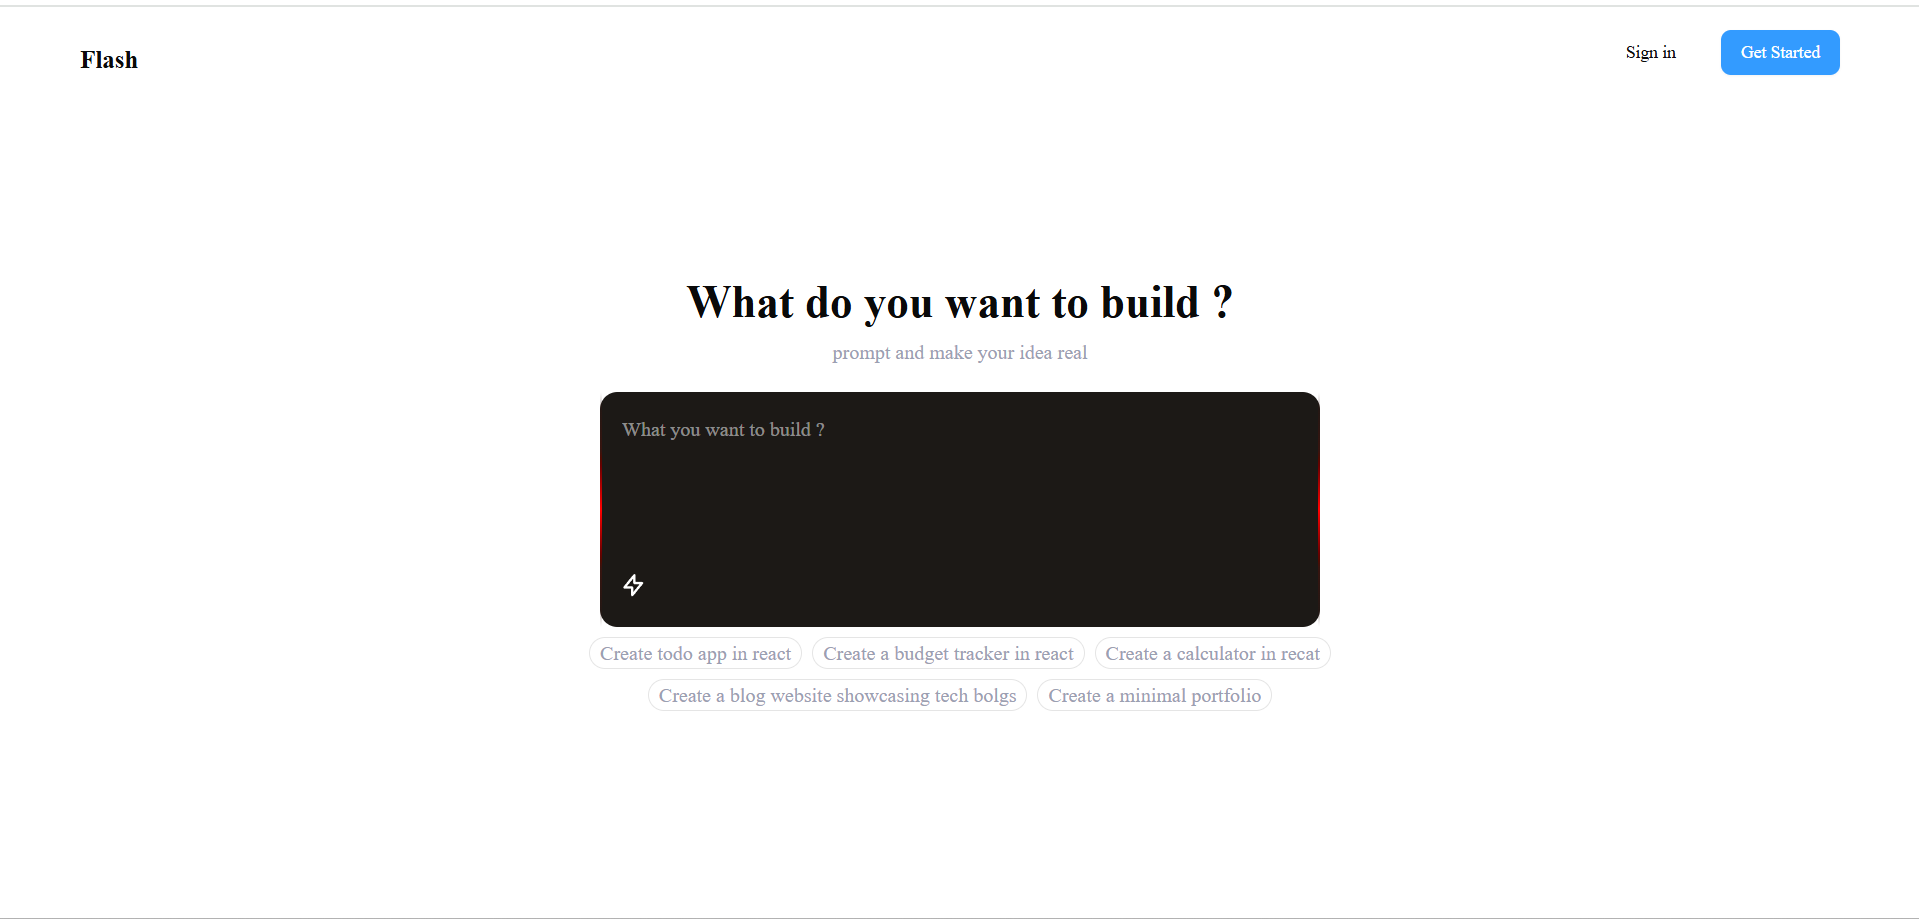 Flash
Sign in
Get Started
What do you want to build ?
prompt and make your idea real
What you want to build ?
Create todo app in react
Create a budget tracker in react
Create a calculator in recat
Create a blog website showcasing tech bolgs
Create a minimal portfolio